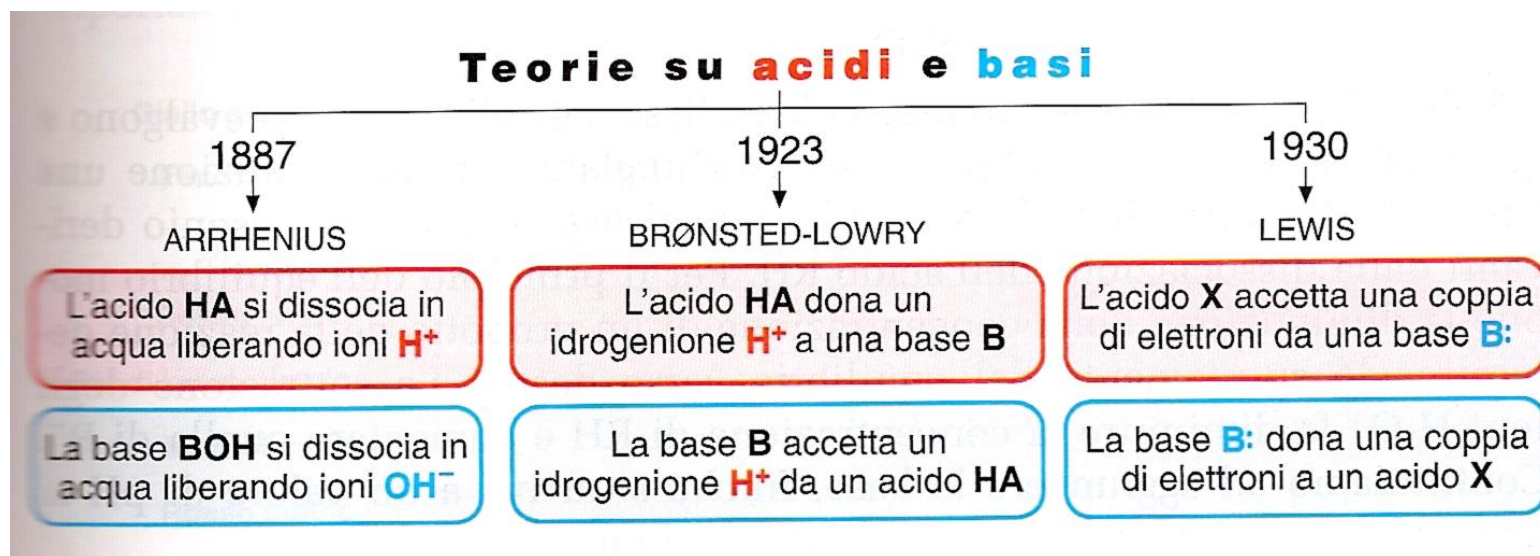 Teorie su acidi e basi
1887
1923
1930
ARRHENIUS
BRØNSTED-LOWRY
LEWIS
L'acido HA si dissocia in
acqua liberando ioni H⁺
L'acido HA dona un
idrogenione H⁺ a una base B
L'acido X accetta una coppia
di elettroni da una base B:
La base BOH si dissocia in
acqua liberando ioni OH⁻
La base B accetta un
idrogenione H⁺ da un acido HA
La base B: dona una coppia
di elettroni a un acido X